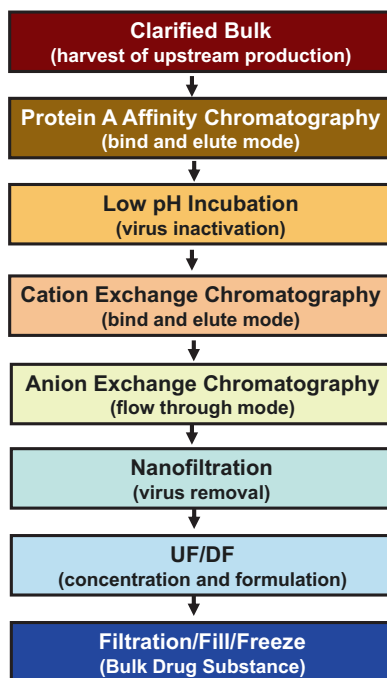 Clarified Bulk
(harvest of upstream production)
Protein A Affinity Chromatography
(bind and elute mode)
Low pH Incubation
(virus inactivation)
Cation Exchange Chromatography
(bind and elute mode)
Anion Exchange Chromatography
(flow through mode)
Nanofiltration
(virus removal)
UF/DF
(concentration and formulation)
Filtration/Fill/Freeze
(Bulk Drug Substance)